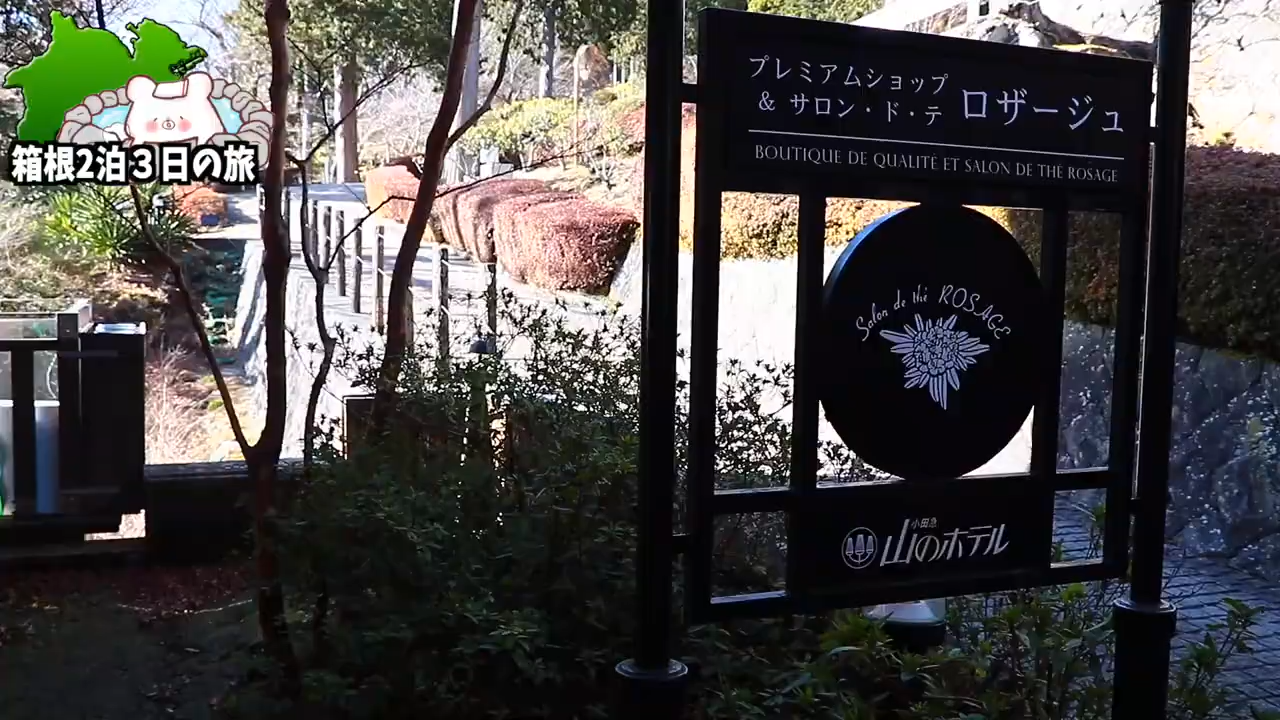 箱根2泊3日の旅
プレミアムショップ
& サロン・ド・テ ロザージュ
BOUTIQUE DE QUALITÉ ET SALON DE THÉ ROSAGE
Salon de thé ROSAGE
小田急
山のホテル